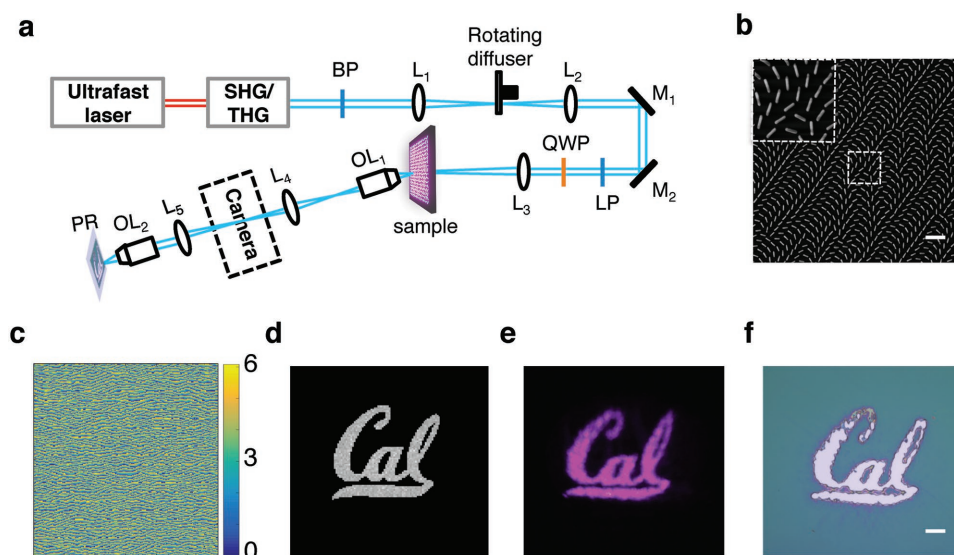 a
b
Rotating
diffuser
BP
L1
L2
M1
Ultrafast
laser
SHG/
THG
QWP
OL1
L4
Camera
L3
LP
M2
sample
PR
OL2
L5
c
d
e
f
6
3
0
Cal
Cal
Cal